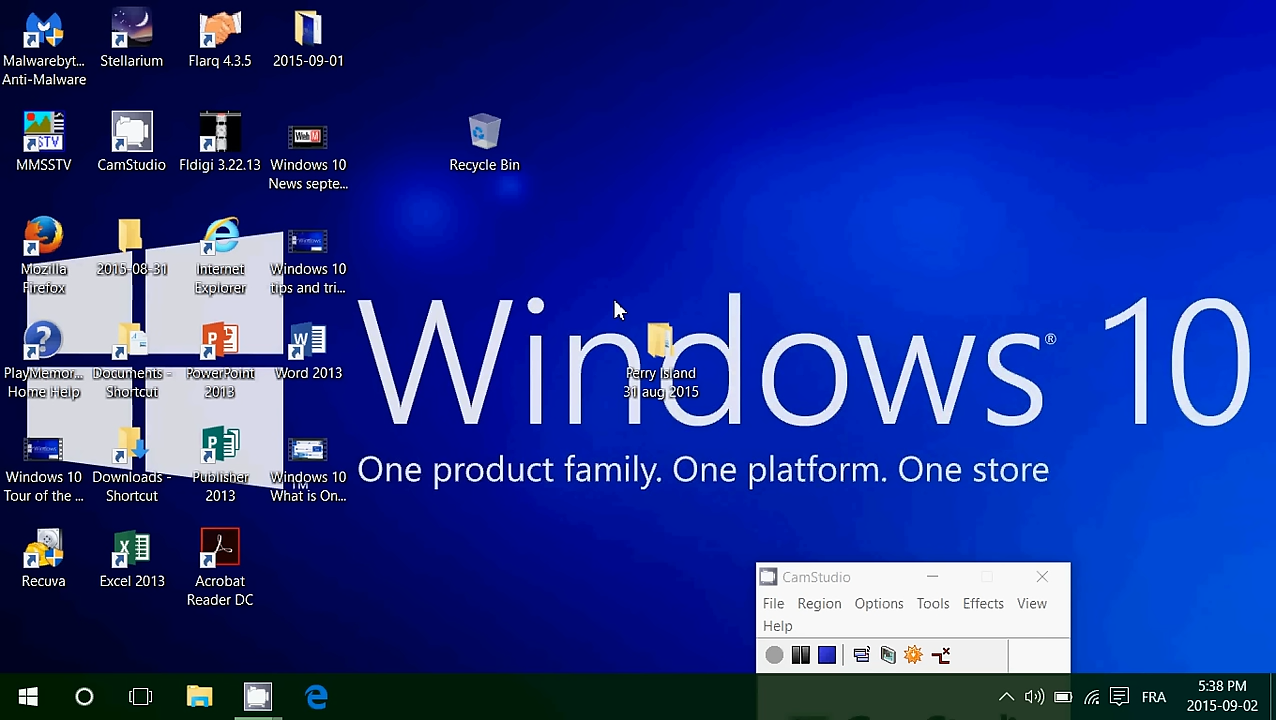 Malwarebyt...
Anti-Malware
Stellarium
Flarq 4.3.5
2015-09-01
MMSSTV
CamStudio
Fldigi 3.22.13
Windows 10
News septe...
Recycle Bin
Mozilla
Firefox
2015-08-31
Internet
Explorer
Windows 10
tips and tri...
PlayMemor...
Home Help
Documents -
Shortcut
PowerPoint
2013
Word 2013
Perry Island
31 aug 2015
Windows® 10
One product family. One platform. One store
Windows 10
Tour of the ...
Downloads -
Shortcut
Publisher
2013
Windows 10
What is On...
Recuva
Excel 2013
Acrobat
Reader DC
CamStudio
File Region Options Tools Effects View
Help
FRA
5:38 PM
2015-09-02